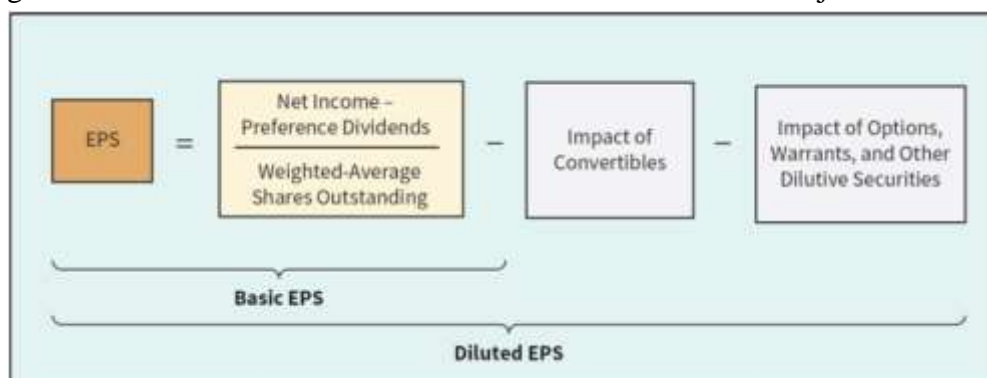 EPS
=
Net Income –
Preference Dividends
Weighted-Average
Shares Outstanding
–
Impact of
Convertibles
–
Impact of Options,
Warrants, and Other
Dilutive Securities
Basic EPS
Diluted EPS